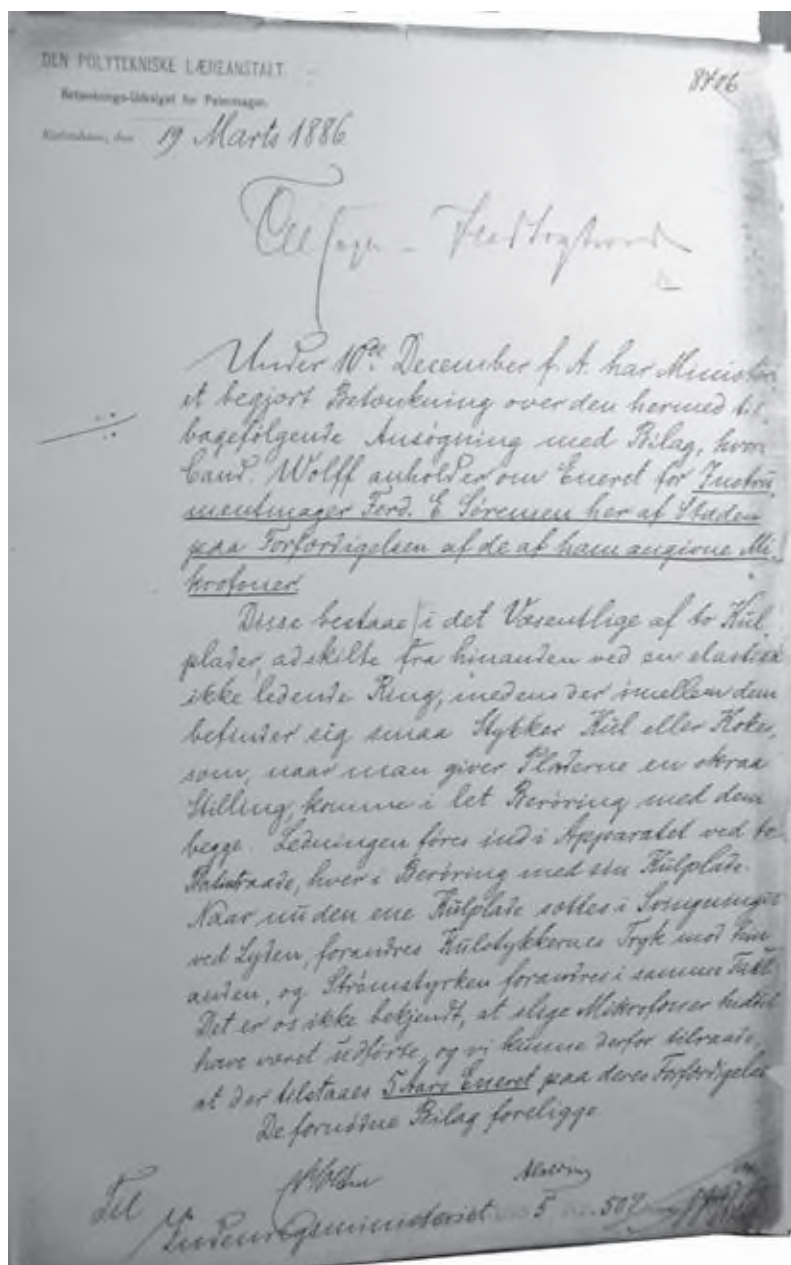 DEN POLYTEKNISKE LÆREANSTALT.
Betænknings-Udvalget for Patentsager.
Kjøbenhavn, den 19 Marts 1886
Under 10de December f. A. har Ministeri
et begjært Betænkning over den hermed til
bagefølgende Ansøgning med Bilag, hvori
Cand. Wolff anholder om Eneret for Instru
mentmager Ferd. E Sørensen her af Staden
paa Forfærdigelsen af de af ham angivne Mi
krofoner.
Disse bestaae i det Væsentlige af to Kul
plader, adskilte fra hinanden ved en elastisk
ikke ledende Ring, medens der imellem dem
befinder sig smaa Stykker Kul eller Kokes,
som, naar man giver Pladerne en skraa
Stilling, komme i let Berøring med dem
begge. Ledningen føres ind i Apparatet ved to
hver i Berøring med sin Kulplade.
Naar nu den ene Kulplade sættes i Svingninger
ved Lyden, forandres Kulstykkernes Tryk mod hin
anden, og Strømstyrken forandres i samme Takt.
Det er os ikke bekjendt, at slige Mikrofoner hidtil
have været udførte, og vi kunne derfor tilraade,
at der tilstaaes 5 Aars Eneret paa deres Forfærdigelse
De fornødne Bilag foreligge
Til
Indenrigsministeriet 5 507